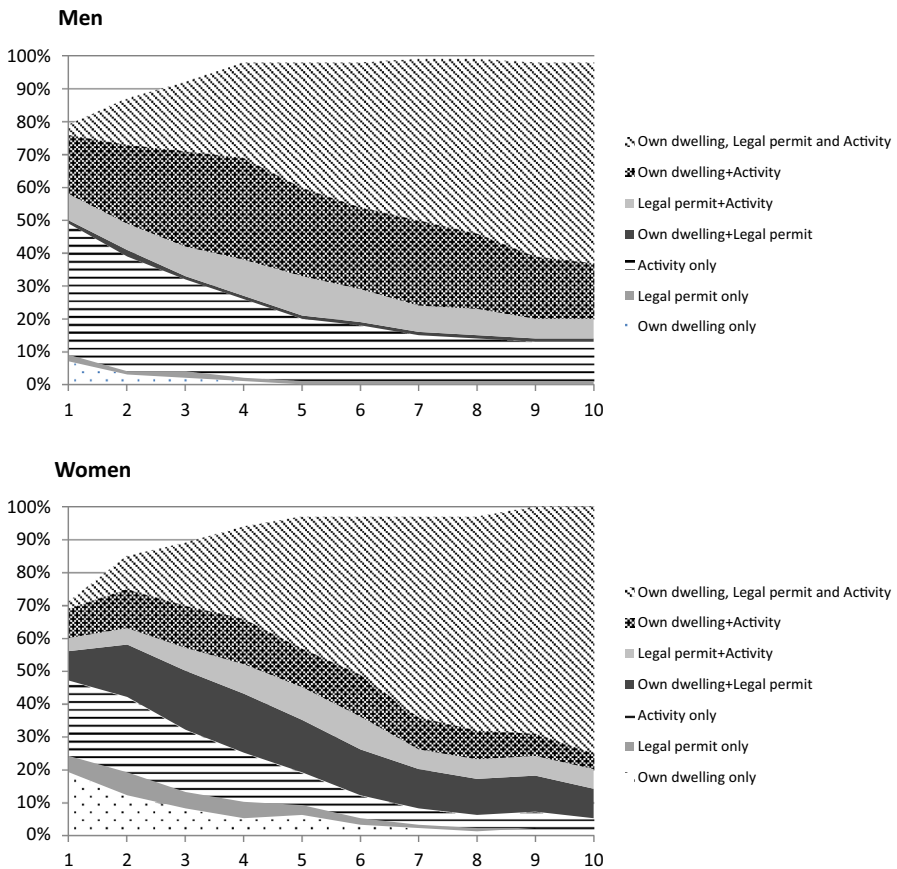 Men
100%
90%
80%
70%
60%
50%
40%
30%
20%
10%
0%
1 2 3 4 5 6 7 8 9 10
Own dwelling, Legal permit and Activity
Own dwelling+Activity
Legal permit+Activity
Own dwelling+Legal permit
Activity only
Legal permit only
Own dwelling only
Women
100%
90%
80%
70%
60%
50%
40%
30%
20%
10%
0%
1 2 3 4 5 6 7 8 9 10
Own dwelling, Legal permit and Activity
Own dwelling+Activity
Legal permit+Activity
Own dwelling+Legal permit
Activity only
Legal permit only
Own dwelling only